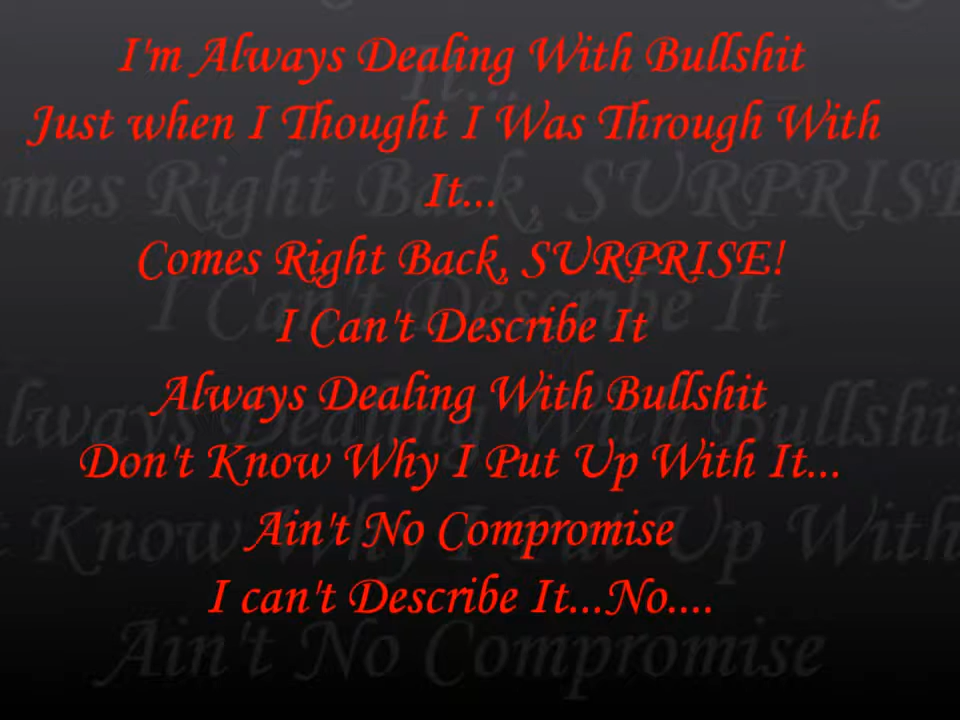 I'm Always Dealing With Bullshit
Just when I Thought I Was Through With
It...
Comes Right Back, SURPRISE!
I Can't Describe It
Always Dealing With Bullshit
Don't Know Why I Put Up With It...
Ain't No Compromise
I can't Describe It...No....